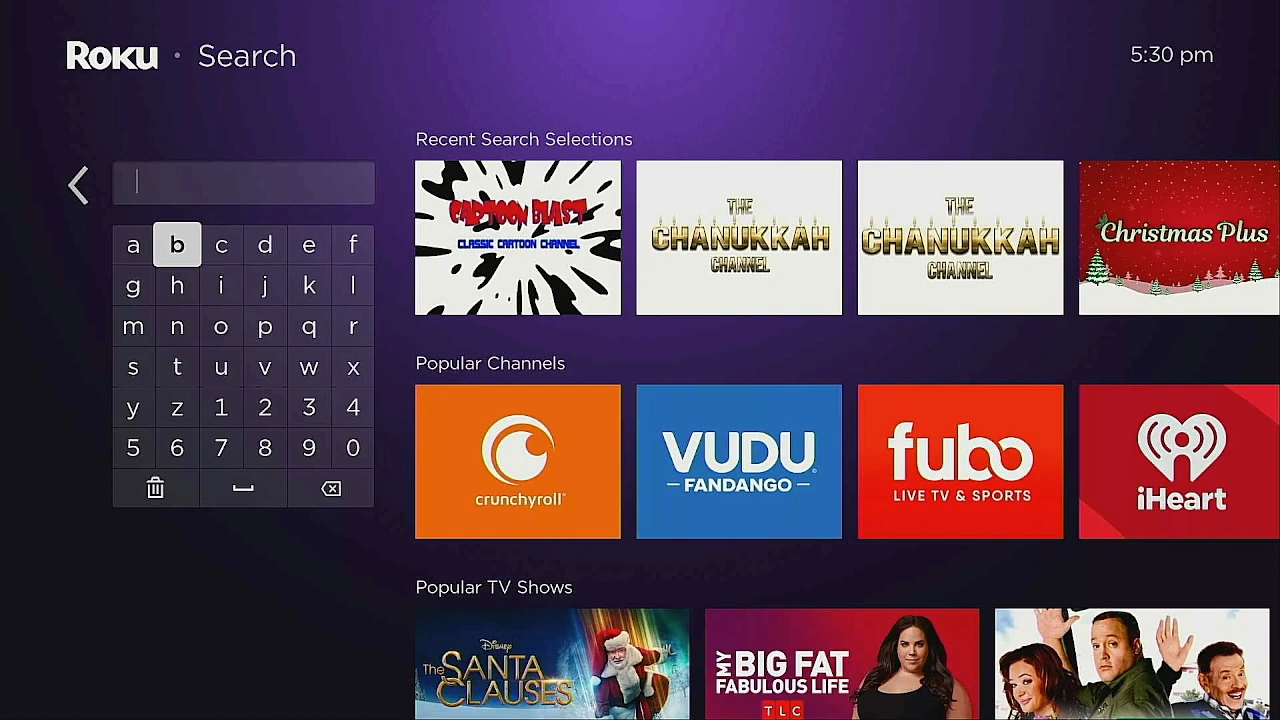 Roku • Search
5:30 pm
Recent Search Selections
CARTOON BLAST
CLASSIC CARTOON CHANNEL
THE
CHANUKKAH
CHANNEL
THE
CHANUKKAH
CHANNEL
Christmas Plus
a b c d e f
g h i j k l
m n o p q r
s t u v w x
y z 1 2 3 4
5 6 7 8 9 0
Popular Channels
crunchyroll
VUDU
FANDANGO
fubo
LIVE TV & SPORTS
iHeart
Popular TV Shows
Disney
The SANTA
CLAUSES
MY BIG FAT
FABULOUS LIFE
TLC